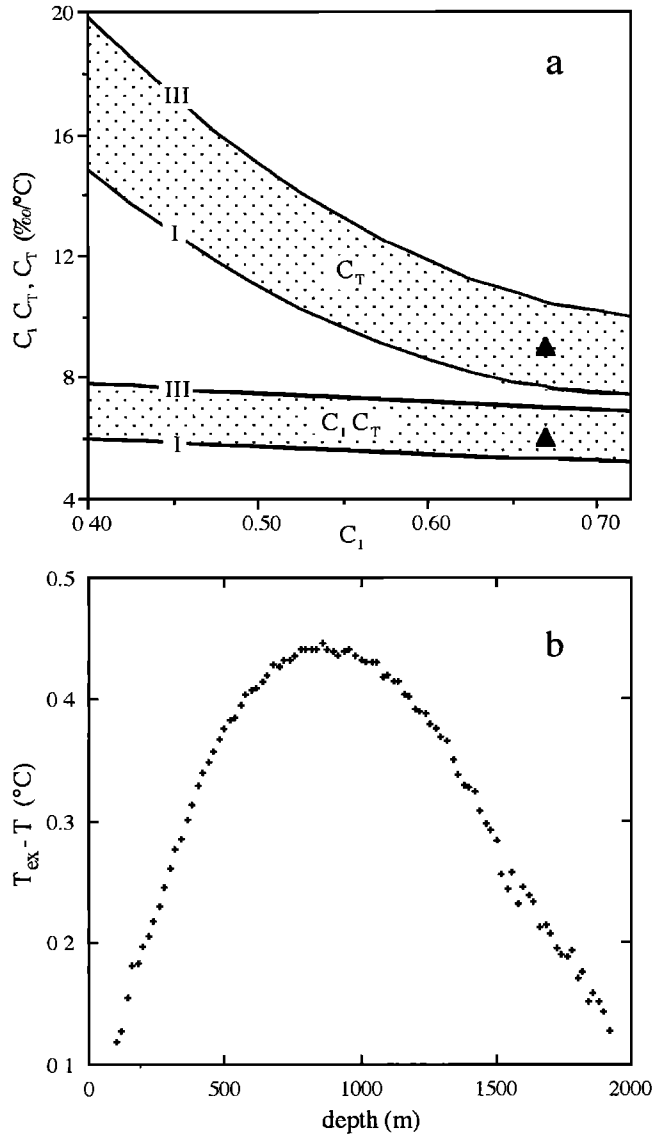 a
20
16
12
8
4
C₁ C_T , C_T (‰/°C)
III
I
C_T
III
I
C₁ C_T
0 40
0.50
0.60
0.70
C₁
b
0.5
0 4
0.3
0 2
0 1
T_ex - T (°C)
0
500
1000
1500
2000
depth (m)